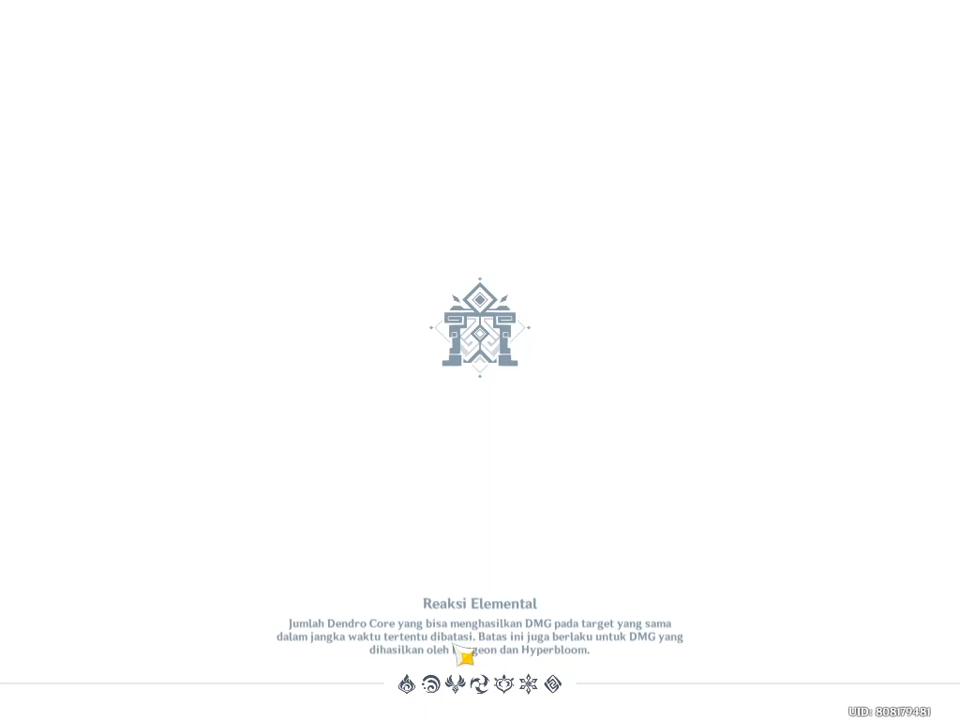 Reaksi Elemental
Jumlah Dendro Core yang bisa menghasilkan DMG pada target yang sama
dalam jangka waktu tertentu dibatasi. Batas ini juga berlaku untuk DMG yang
dihasilkan oleh dan Hyperbloom.
UID: 808179481